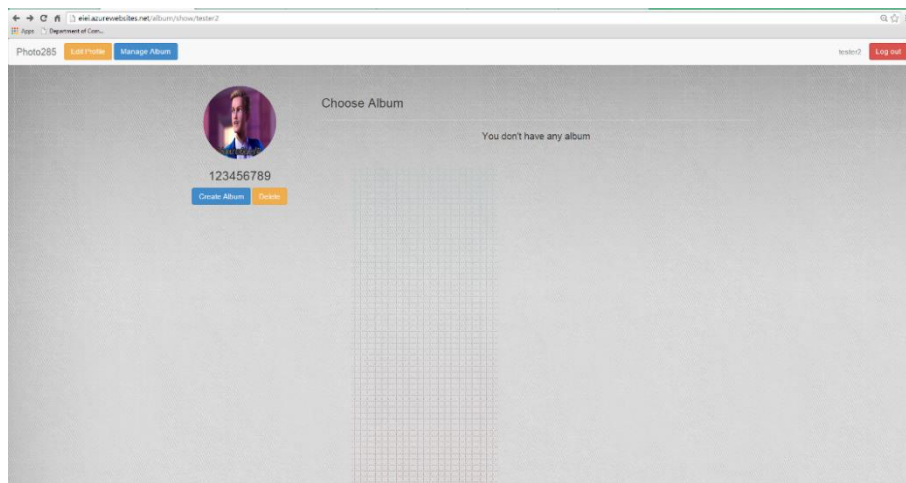 eiei.azurewebsites.net/album/show/tester2
Apps Department of Com...
Photo285 Edit Profile Manage Album tester2 Log out
Choose Album
You don't have any album
123456789
Create Album Delete